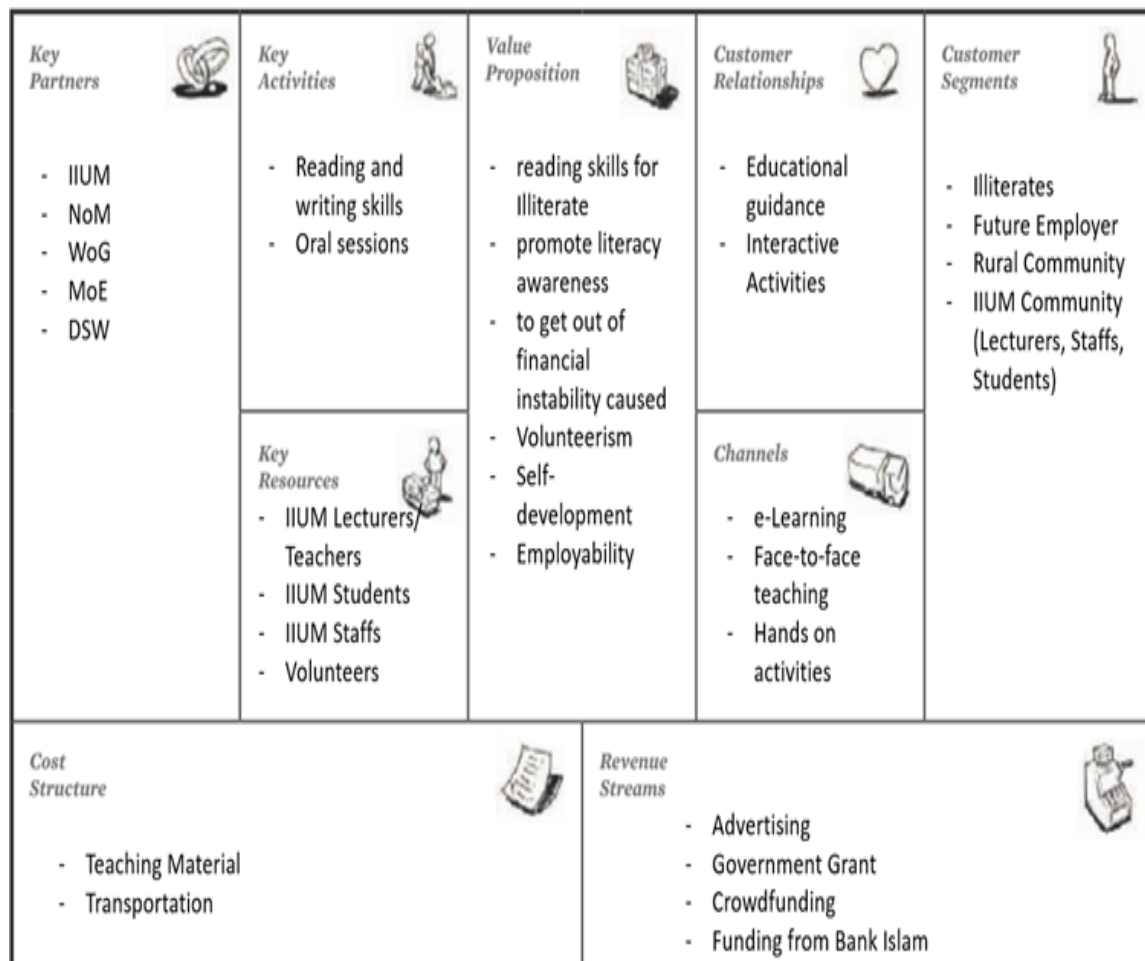 Key
Partners
- IIUM
- NoM
- WoG
- MoE
- DSW
Key
Activities
- Reading and
writing skills
- Oral sessions
Key
Resources
- IIUM Lecturers/
Teachers
- IIUM Students
- IIUM Staffs
- Volunteers
Value
Proposition
- reading skills for
Illiterate
- promote literacy
awareness
- to get out of
financial
instability caused
- Volunteerism
- Self-
development
- Employability
Customer
Relationships
- Educational
guidance
- Interactive
Activities
Channels
- e-Learning
- Face-to-face
teaching
- Hands on
activities
Customer
Segments
- Illiterates
- Future Employer
- Rural Community
- IIUM Community
(Lecturers, Staffs,
Students)
Cost
Structure
- Teaching Material
- Transportation
Revenue
Streams
- Advertising
- Government Grant
- Crowdfunding
- Funding from Bank Islam